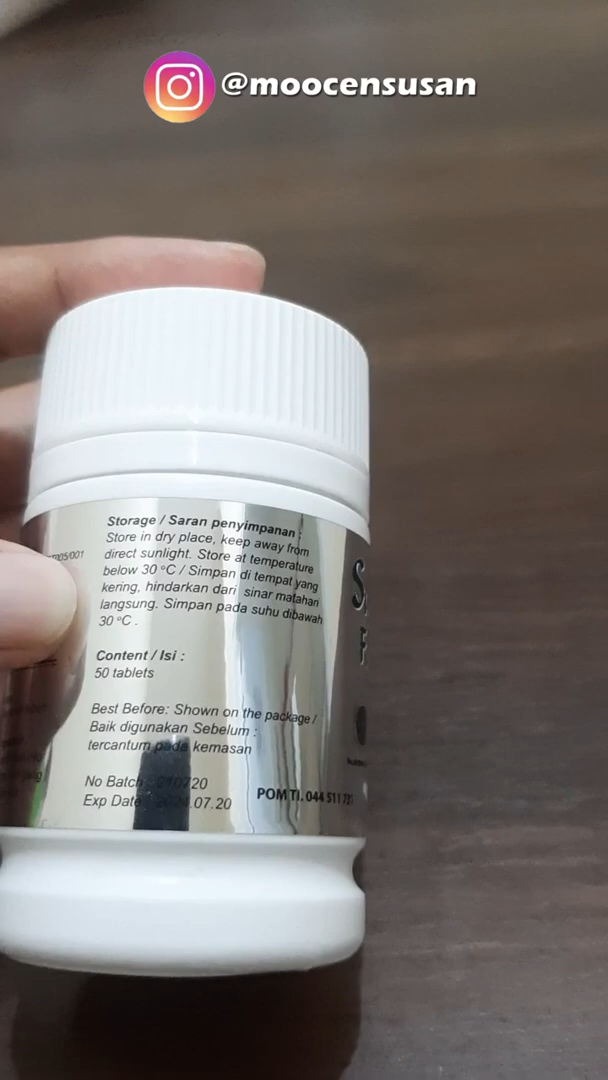 @moocensusan
Storage / Saran penyimpanan :
Store in dry place, keep away from
direct sunlight. Store at temperature
below 30 °C / Simpan di tempat yang
kering, hindarkan dari sinar matahari
langsung. Simpan pada suhu dibawah
30 °C .
Content / Isi :
50 tablets
Best Before: Shown on the package /
Baik digunakan Sebelum :
tercantum pada kemasan
No Batch :
Exp Date :
POM TI. 044 511